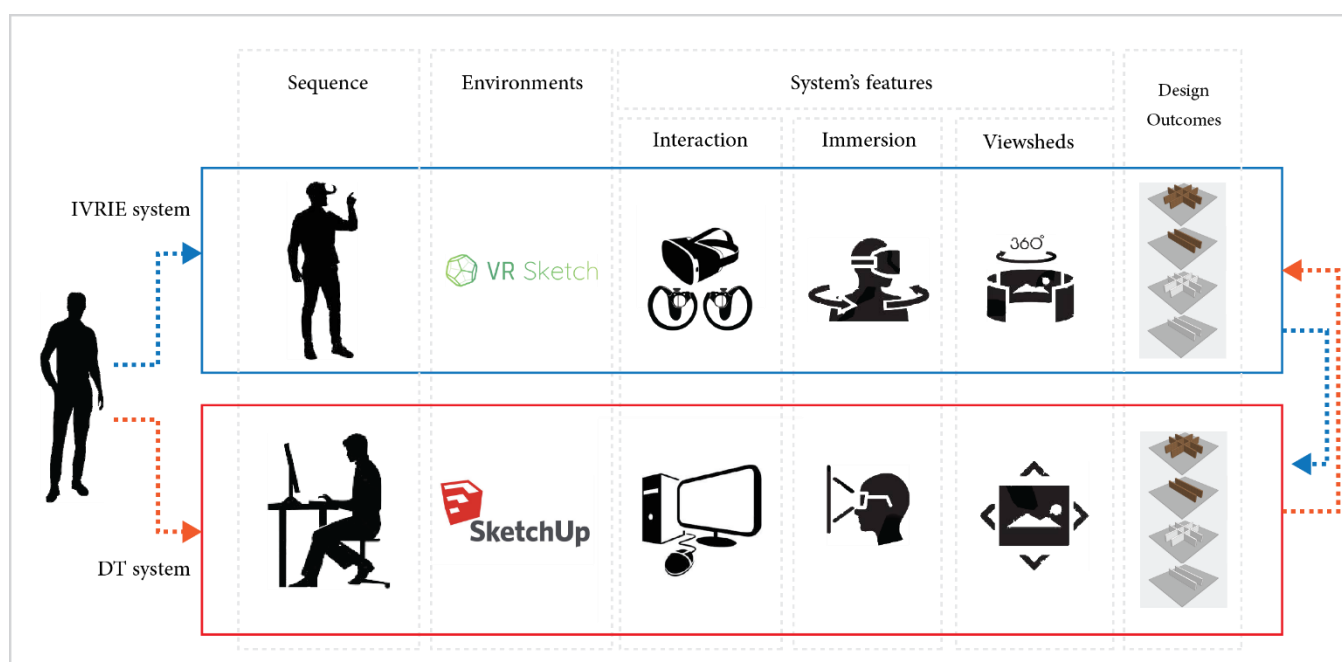 Sequence
Environments
System's features
Design
Outcomes
Interaction
Immersion
Viewsheds
IVRIE system
VR Sketch
360°
SketchUp
DT system